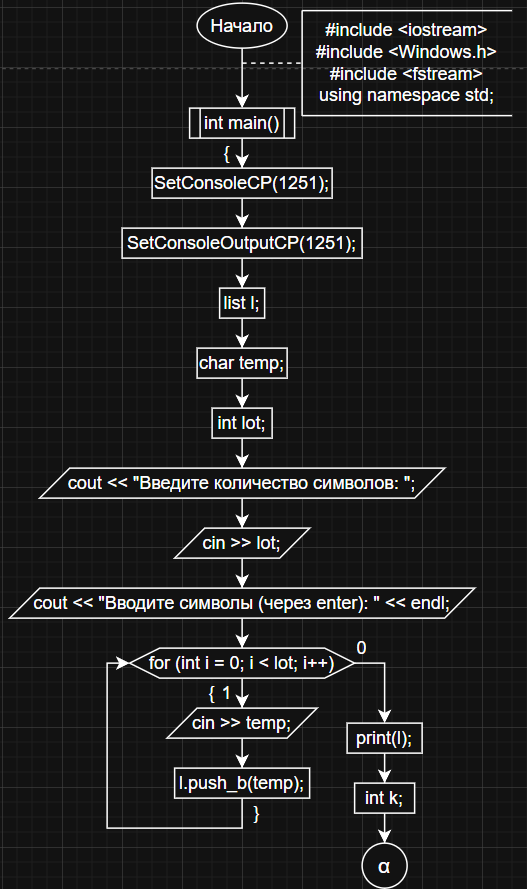 Начало
#include <iostream>
#include <Windows.h>
#include <fstream>
using namespace std;
int main()
{
SetConsoleCP(1251);
SetConsoleOutputCP(1251);
list l;
char temp;
int lot;
cout << "Введите количество символов: ";
cin >> lot;
cout << "Вводите символы (через enter): " << endl;
for (int i = 0; i < lot; i++)
0
{ 1
cin >> temp;
print(l);
l.push_b(temp);
int k;
}
α